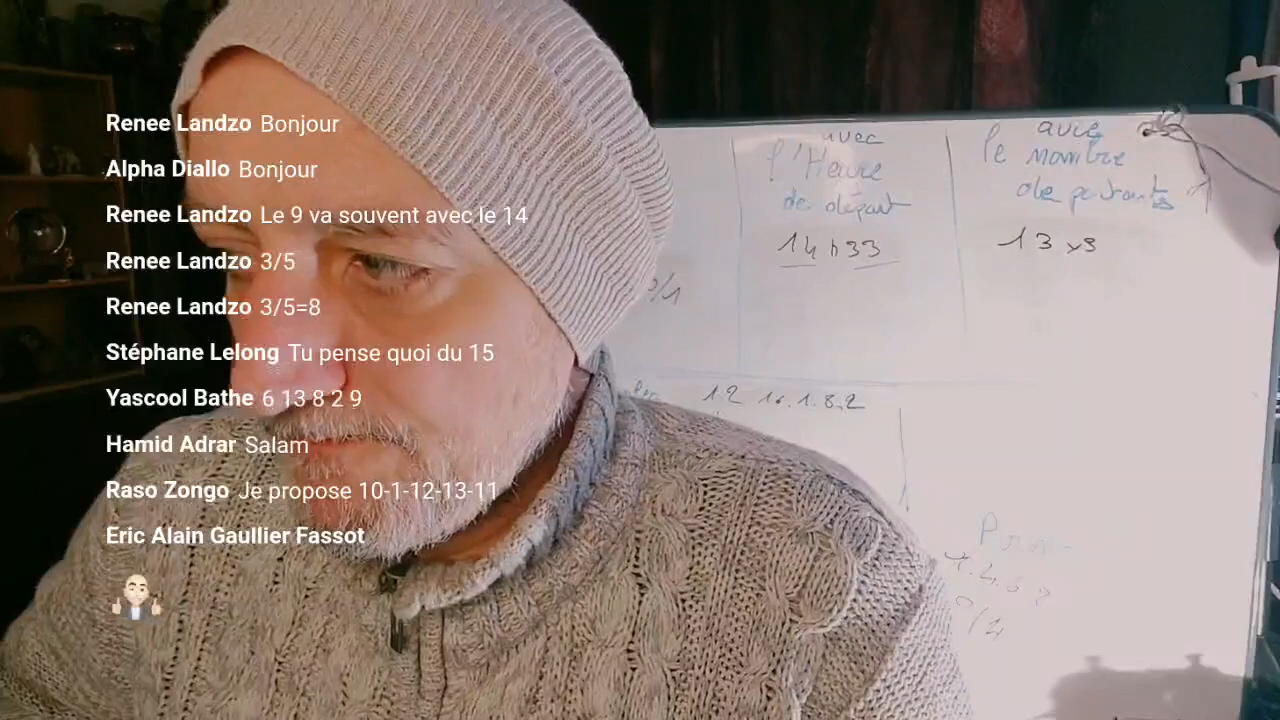 Renee Landzo Bonjour
Alpha Diallo Bonjour
Renee Landzo Le 9 va souvent avec le 14
Renee Landzo 3/5
Renee Landzo 3/5=8
Stéphane Lelong Tu pense quoi du 15
Yascool Bathe 6 13 8 2 9
Hamid Adrar Salam
Raso Zongo Je propose 10-1-12-13-11
Eric Alain Gaullier Fassot
avec
l'Heure
de départ
14h33
avec
le nombre
de partants
13